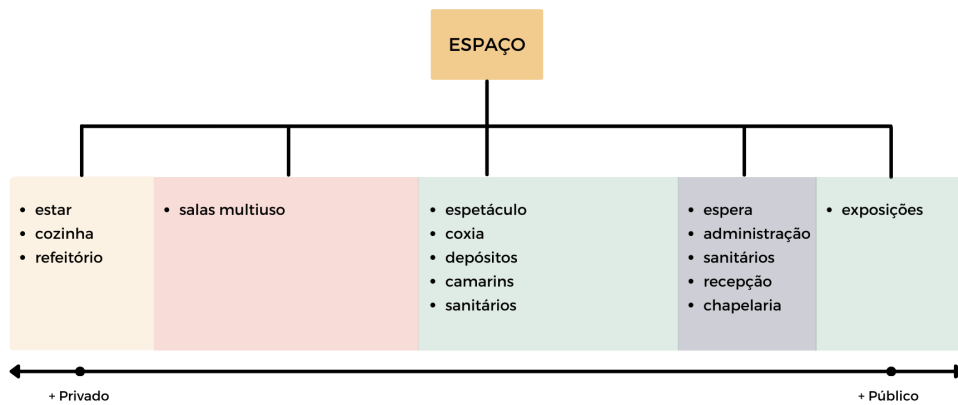 ESPAÇO
• estar
• cozinha
• refeitório
• salas multiuso
• espetáculo
• coxia
• depósitos
• camarins
• sanitários
• espera
• administração
• sanitários
• recepção
• chapelaria
• exposições
+ Privado
+ Público